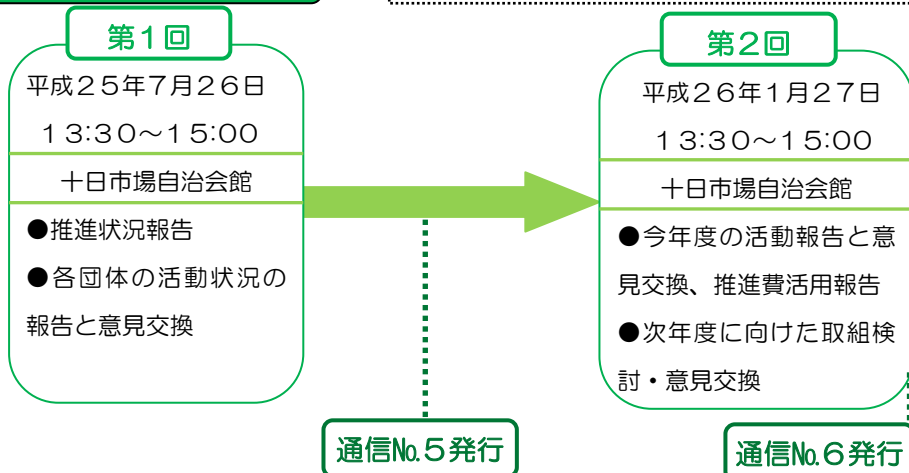 第1回
平成25年7月26日
13:30～15:00
十日市場自治会館
●推進状況報告
●各団体の活動状況の
報告と意見交換
第2回
平成26年1月27日
13:30～15:00
十日市場自治会館
●今年度の活動報告と意
見交換、推進費活用報告
●次年度に向けた取組検
討・意見交換
通信№5発行
通信№6発行